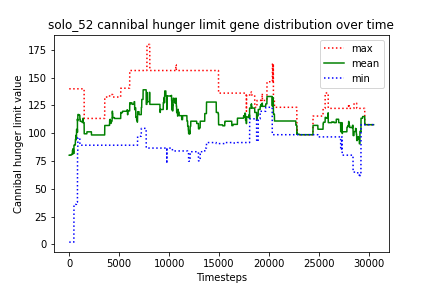 solo_52 cannibal hunger limit gene distribution over time
max
mean
min
Cannibal hunger limit value
175
150
125
100
75
50
25
0
0
5000
10000
15000
20000
25000
30000
Timesteps